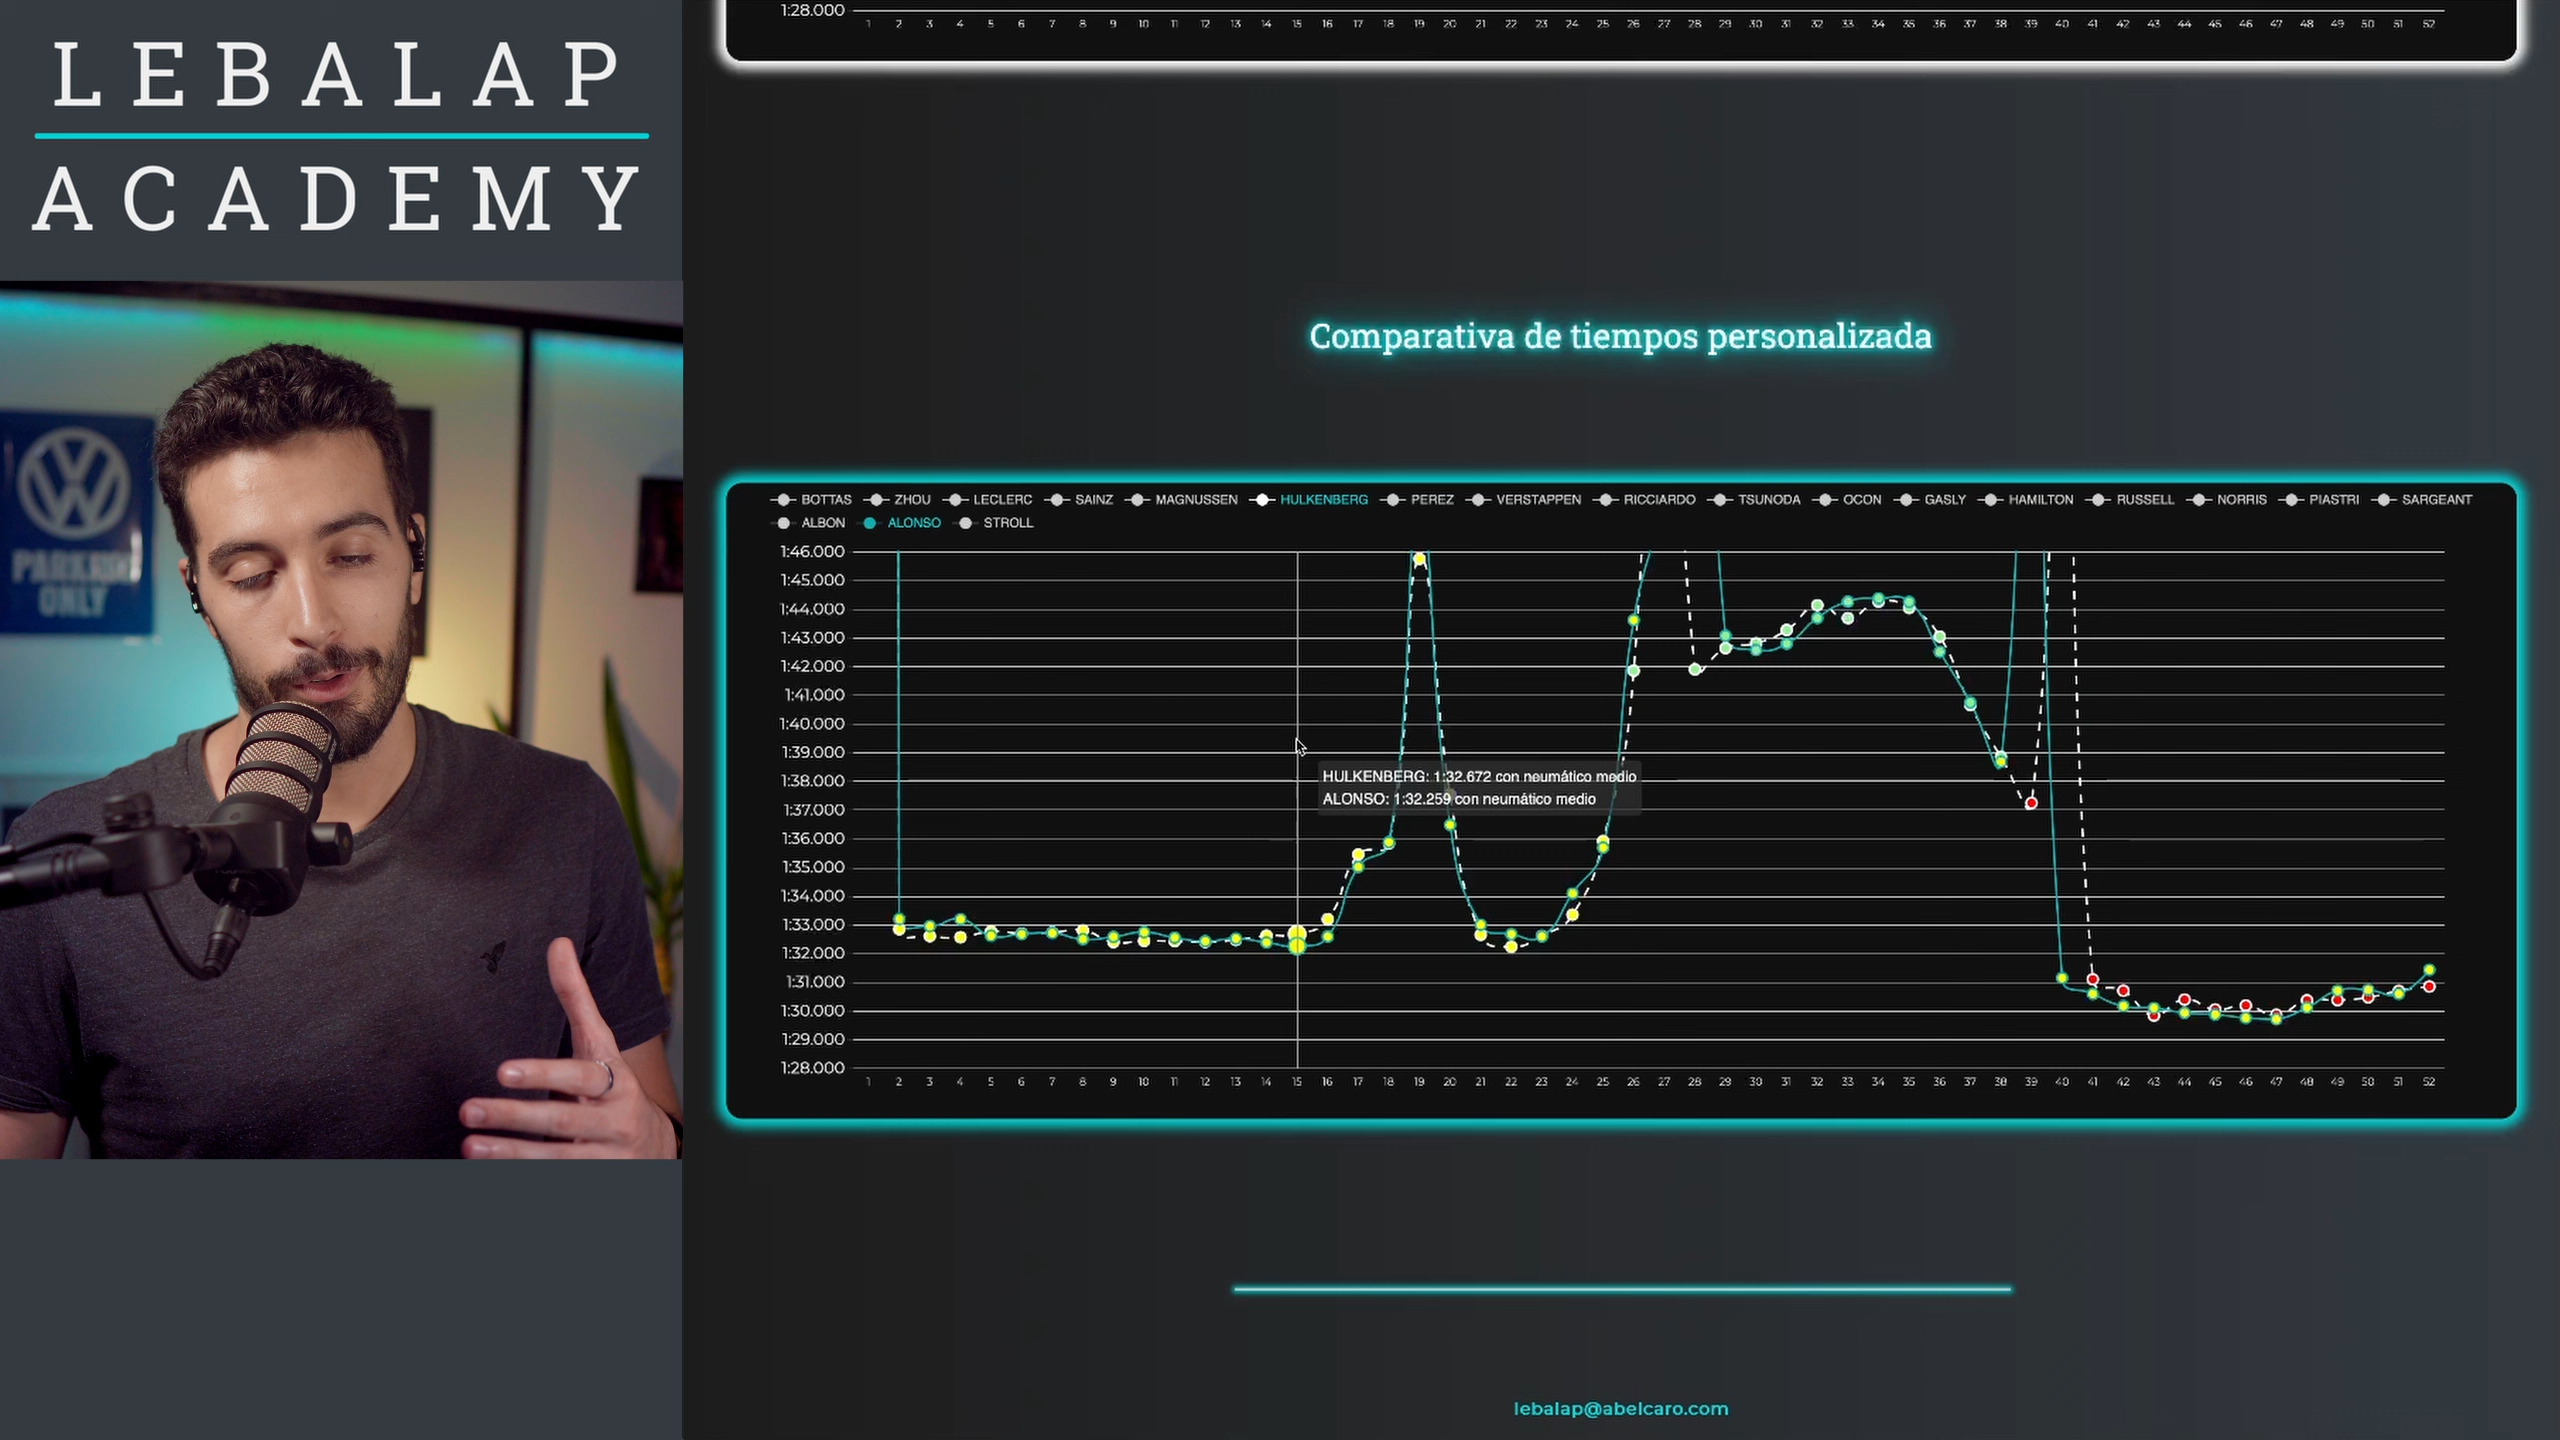 LEBALAP
ACADEMY
PARKING
ONLY
1:28.000
1 2 3 4 5 6 7 8 9 10 11 12 13 14 15 16 17 18 19 20 21 22 23 24 25 26 27 28 29 30 31 32 33 34 35 36 37 38 39 40 41 42 43 44 45 46 47 48 49 50 51 52
Comparativa de tiempos personalizada
BOTTAS ZHOU LECLERC SAINZ MAGNUSSEN HULKENBERG PEREZ VERSTAPPEN RICCIARDO TSUNODA OCON GASLY HAMILTON RUSSELL NORRIS PIASTRI SARGEANT
ALBON ALONSO STROLL
1:46.000
1:45.000
1:44.000
1:43.000
1:42.000
1:41.000
1:40.000
1:39.000
1:38.000
1:37.000
1:36.000
1:35.000
1:34.000
1:33.000
1:32.000
1:31.000
1:30.000
1:29.000
1:28.000
HULKENBERG: 1:32.672 con neumático medio
ALONSO: 1:32.259 con neumático medio
1 2 3 4 5 6 7 8 9 10 11 12 13 14 15 16 17 18 19 20 21 22 23 24 25 26 27 28 29 30 31 32 33 34 35 36 37 38 39 40 41 42 43 44 45 46 47 48 49 50 51 52
lebalap@abelcaro.com